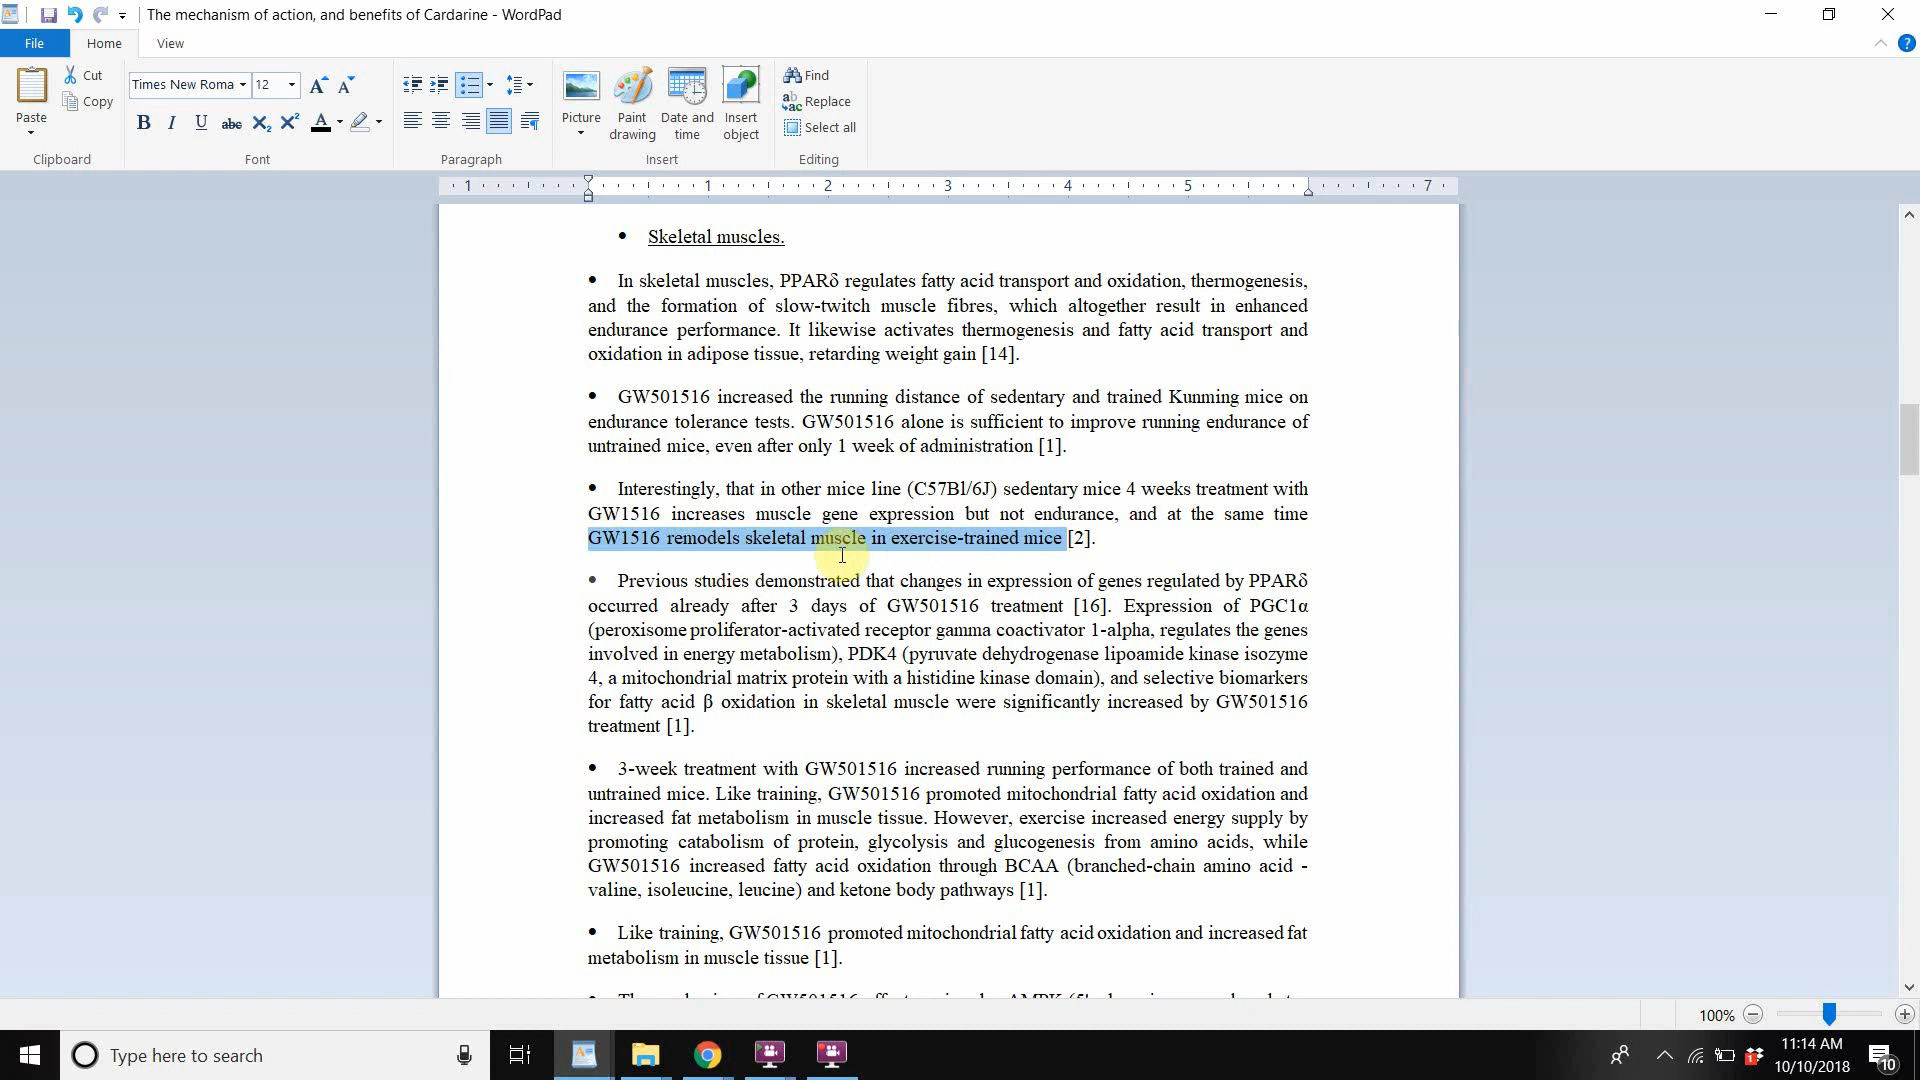 The mechanism of action, and benefits of Cardarine - WordPad
File Home View
Paste
Cut
Copy
Clipboard
Times New Roma 12
B I U abc X₂ X² A
Font
Paragraph
Picture
Paint drawing
Date and time
Insert object
Insert
Find
Replace
Select all
Editing
1 1 2 3 4 5 7
• Skeletal muscles.
• In skeletal muscles, PPARδ regulates fatty acid transport and oxidation, thermogenesis,
and the formation of slow-twitch muscle fibres, which altogether result in enhanced
endurance performance. It likewise activates thermogenesis and fatty acid transport and
oxidation in adipose tissue, retarding weight gain [14].
• GW501516 increased the running distance of sedentary and trained Kunming mice on
endurance tolerance tests. GW501516 alone is sufficient to improve running endurance of
untrained mice, even after only 1 week of administration [1].
• Interestingly, that in other mice line (C57Bl/6J) sedentary mice 4 weeks treatment with
GW1516 increases muscle gene expression but not endurance, and at the same time
GW1516 remodels skeletal muscle in exercise-trained mice [2].
• Previous studies demonstrated that changes in expression of genes regulated by PPARδ
occurred already after 3 days of GW501516 treatment [16]. Expression of PGC1α
(peroxisome proliferator-activated receptor gamma coactivator 1-alpha, regulates the genes
involved in energy metabolism), PDK4 (pyruvate dehydrogenase lipoamide kinase isozyme
4, a mitochondrial matrix protein with a histidine kinase domain), and selective biomarkers
for fatty acid β oxidation in skeletal muscle were significantly increased by GW501516
treatment [1].
• 3-week treatment with GW501516 increased running performance of both trained and
untrained mice. Like training, GW501516 promoted mitochondrial fatty acid oxidation and
increased fat metabolism in muscle tissue. However, exercise increased energy supply by
promoting catabolism of protein, glycolysis and glucogenesis from amino acids, while
GW501516 increased fatty acid oxidation through BCAA (branched-chain amino acid -
valine, isoleucine, leucine) and ketone body pathways [1].
• Like training, GW501516 promoted mitochondrial fatty acid oxidation and increased fat
metabolism in muscle tissue [1].
100%
Type here to search
11:14 AM
10/10/2018
10